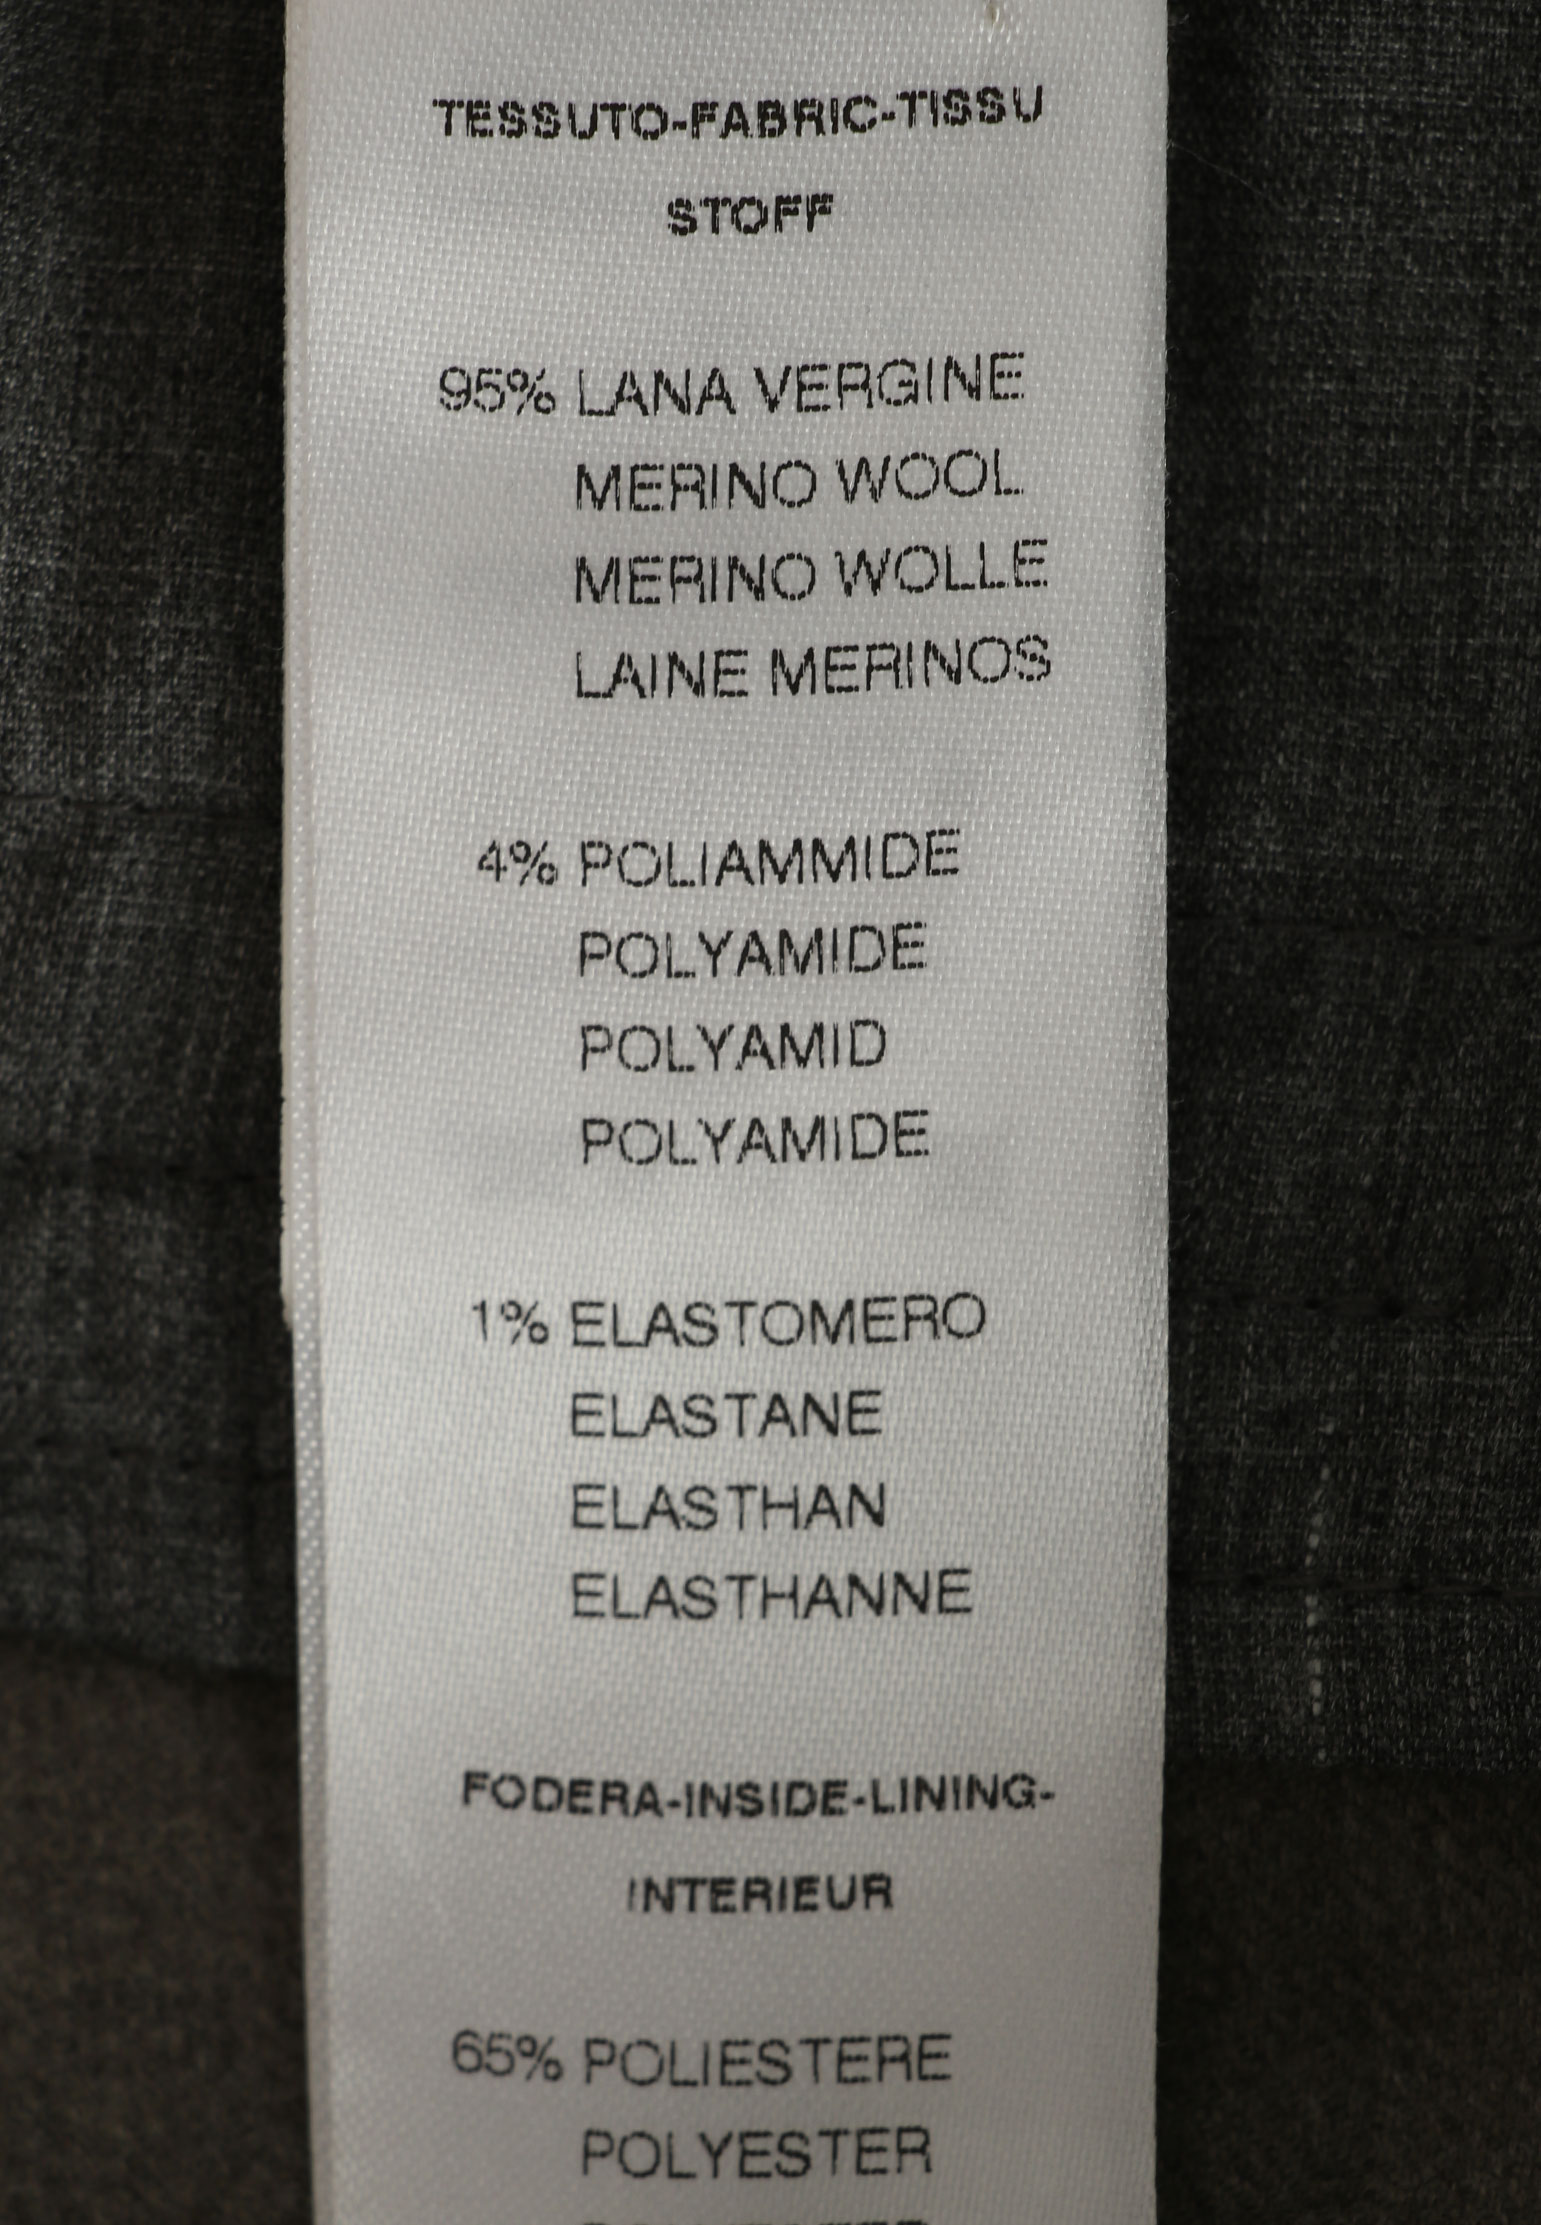 TESSUTO-FABRIC-TISSU
STOFF
95% LANA VERGINE
MERINO WOOL
MERINO WOLLE
LAINE MERINOS
4% POLIAMMIDE
POLYAMIDE
POLYAMID
POLYAMIDE
1% ELASTOMERO
ELASTANE
ELASTHAN
ELASTHANNE
FODERA-INSIDE-LINING-
INTERIEUR
65% POLIESTERE
POLYESTER